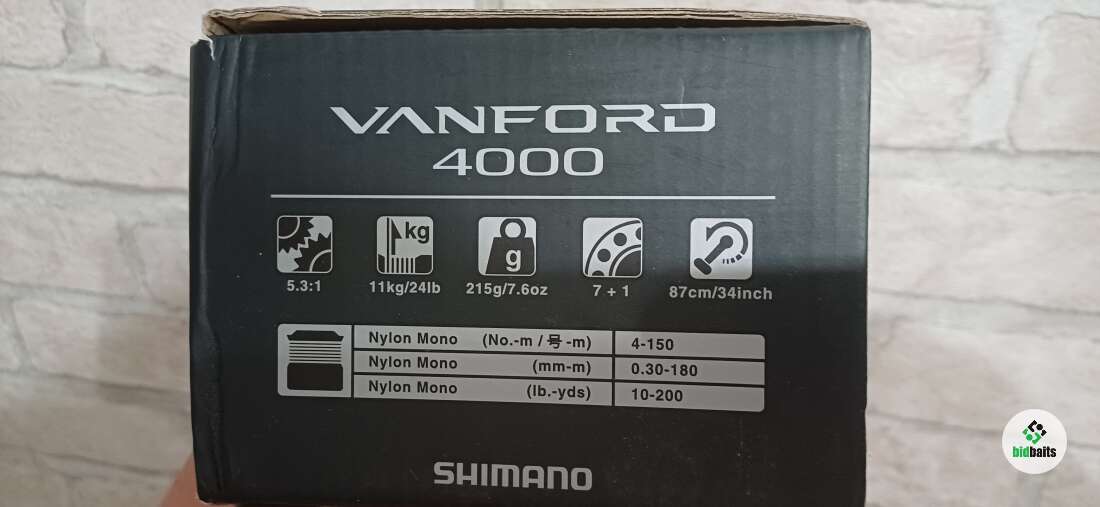 VANFORD
4000
kg
g
5.3:1 11kg/24lb 215g/7.6oz 7 + 1 87cm/34inch
Nylon Mono (No.-m / 号 -m) 4-150
Nylon Mono (mm-m) 0.30-180
Nylon Mono (lb.-yds) 10-200
SHIMANO
bidbaits